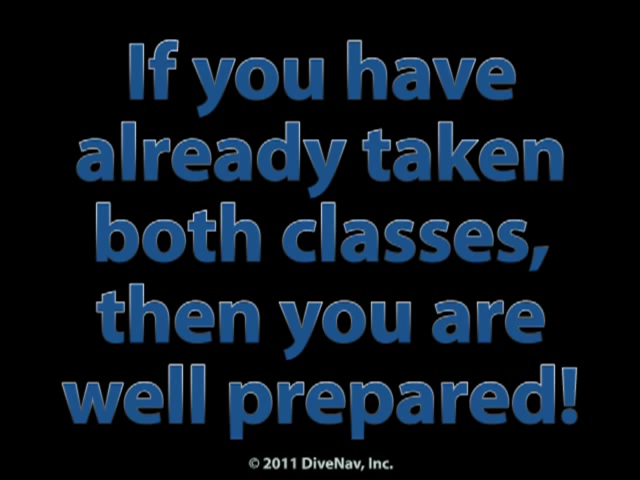 If you have
already taken
both classes,
then you are
well prepared!
© 2011 DiveNav, Inc.